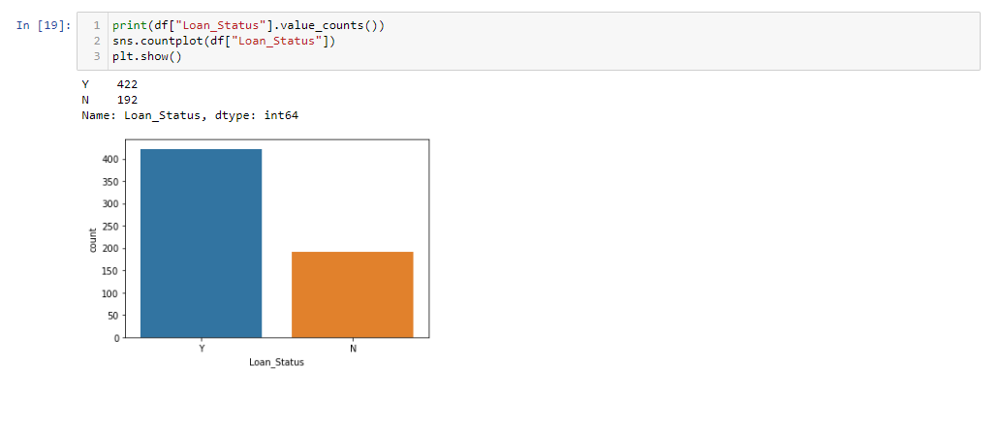 In [19]:
1 print(df["Loan_Status"].value_counts())
2 sns.countplot(df["Loan_Status"])
3 plt.show()
Y    422
N    192
Name: Loan_Status, dtype: int64
400
350
300
250
200
150
100
50
0
count
Y N
Loan_Status